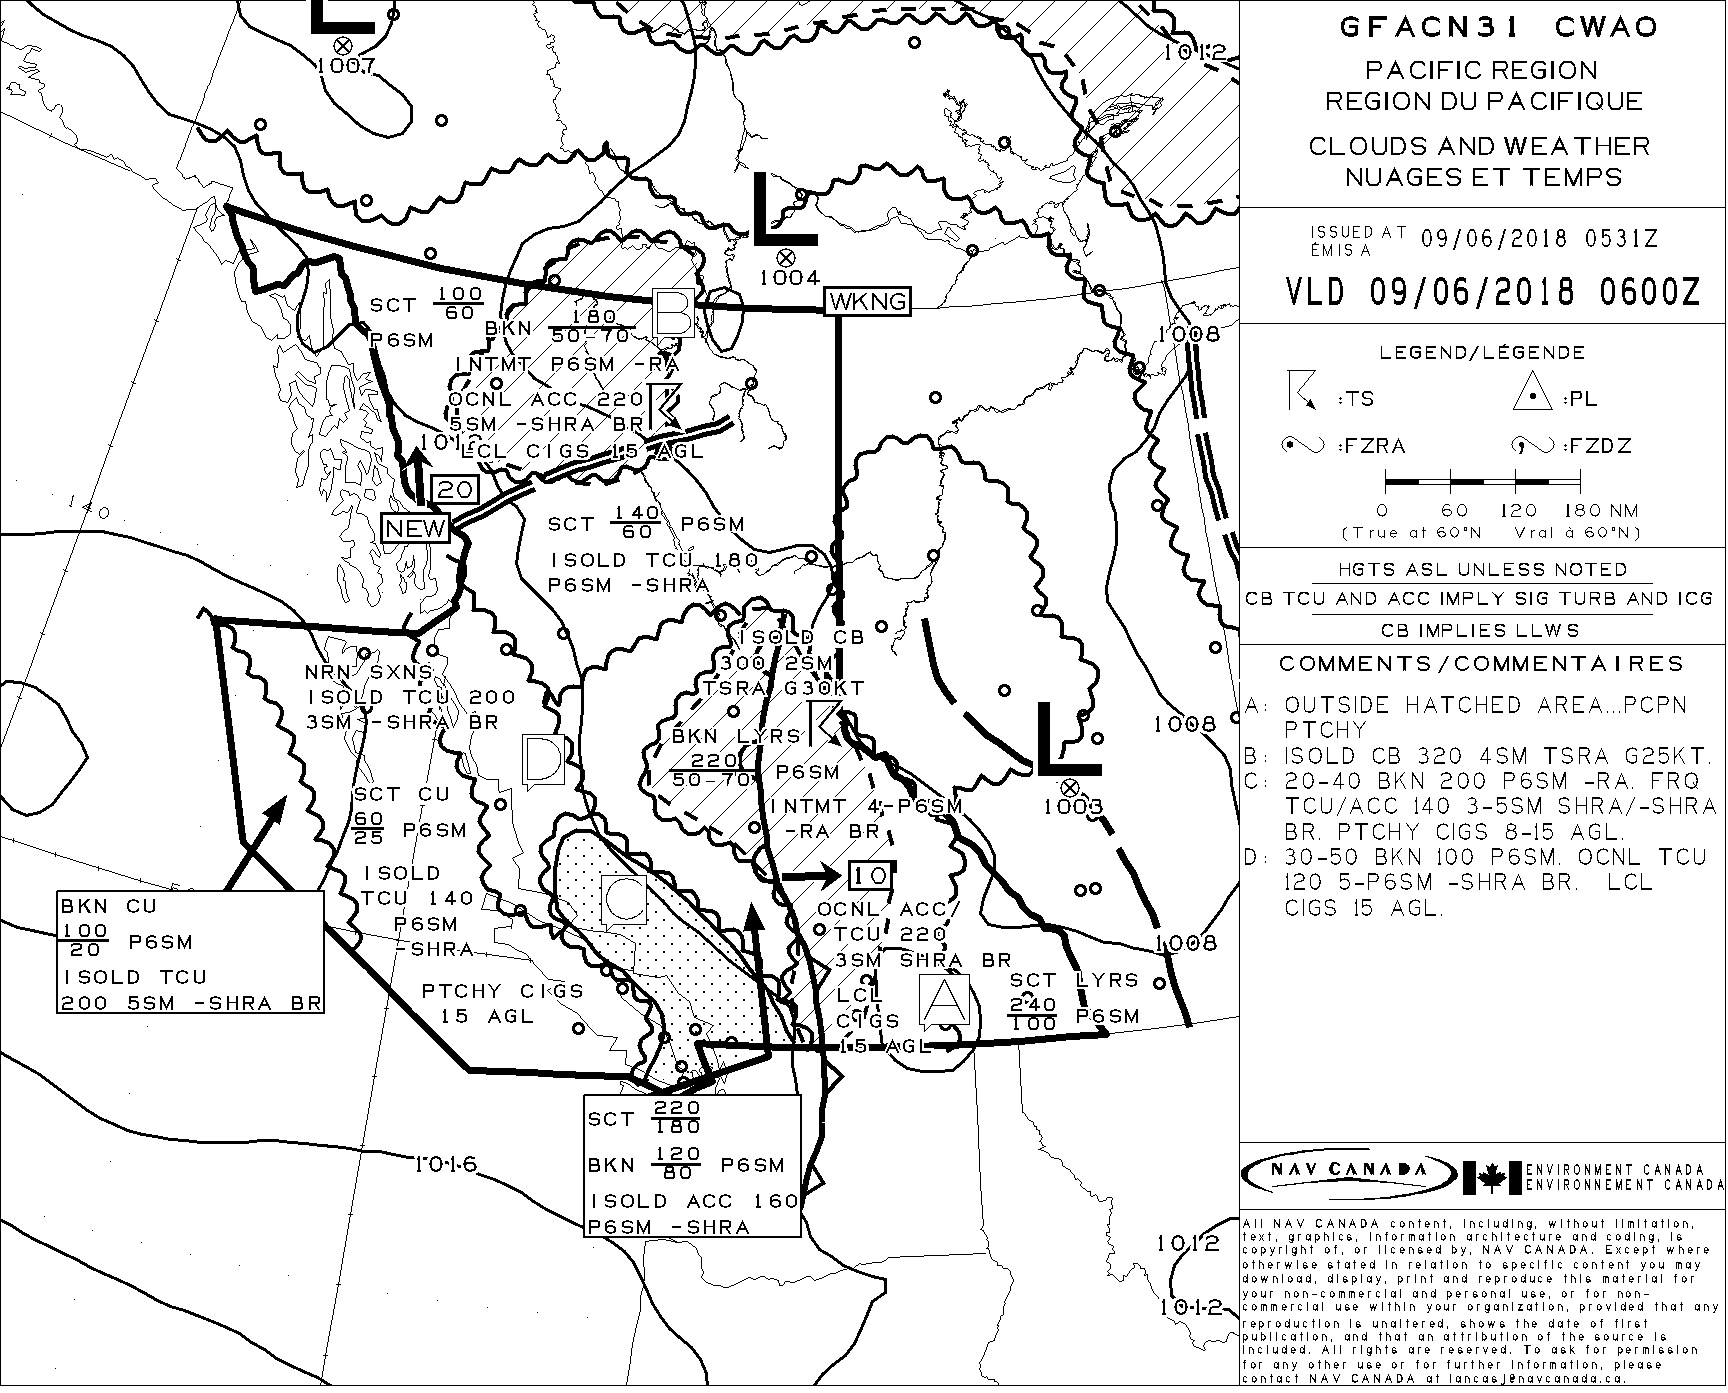 1007
1012
1004
WKNG
SCT 100
60
P6SM
BKN 180
50-70
B
INTMT P6SM -RA
OCNL ACC 220
5SM -SHRA BR
LCL CIGS 15 AGL
1008
20
NEW
140
SCT 140 P6SM
60
ISOLD TCU 180
P6SM -SHRA
NRN SXNS
ISOLD TCU 200
3SM -SHRA BR
ISOLD CB
300 2SM
TSRA G30KT
BKN LYRS
220
50-70 P6SM
INTMT 4-P6SM
-RA BR
D
1008
1003
SCT CU
60
25 P6SM
ISOLD
TCU 140
P6SM
-SHRA
PTCHY CIGS
15 AGL
C
10
OCNL ACC/
TCU 220
3SM SHRA BR
LCL
CIGS
15 AGL
A
SCT LYRS
240
100 P6SM
1008
BKN CU
100
20 P6SM
ISOLD TCU
200 5SM -SHRA BR
SCT 220
180
BKN 120 P6SM
80
ISOLD ACC 160
P6SM -SHRA
1016
1012
1012
GFACN31 CWAO
PACIFIC REGION
REGION DU PACIFIQUE
CLOUDS AND WEATHER
NUAGES ET TEMPS
ISSUED AT 09/06/2018 0531Z
ÉMIS A
VLD 09/06/2018 0600Z
LEGEND/LÉGENDE
:TS :PL
:FZRA :FZDZ
0 60 120 180 NM
(True at 60°N Vrai à 60°N)
HGTS ASL UNLESS NOTED
CB TCU AND ACC IMPLY SIG TURB AND ICG
CB IMPLIES LLWS
COMMENTS/COMMENTAIRES
A: OUTSIDE HATCHED AREA...PCPN
PTCHY
B: ISOLD CB 320 4SM TSRA G25KT.
C: 20-40 BKN 200 P6SM -RA. FRQ
TCU/ACC 140 3-5SM SHRA/-SHRA
BR. PTCHY CIGS 8-15 AGL.
D: 30-50 BKN 100 P6SM. OCNL TCU
120 5-P6SM -SHRA BR. LCL
CIGS 15 AGL.
NAV CANADA
ENVIRONMENT CANADA
ENVIRONNEMENT CANADA
All NAV CANADA content, including, without limitation,
text, graphics, information architecture and coding, is
copyright of, or licensed by, NAV CANADA. Except where
otherwise stated in relation to specific content you may
download, display, print and reproduce this material for
your non-commercial and personal use, or for non-
commercial use within your organization, provided that any
reproduction is unaltered, shows the date of first
publication, and that an attribution of the source is
included. All rights are reserved. To ask for permission
for any other use or for further information, please
contact NAV CANADA at lancasj@navcanada.ca.